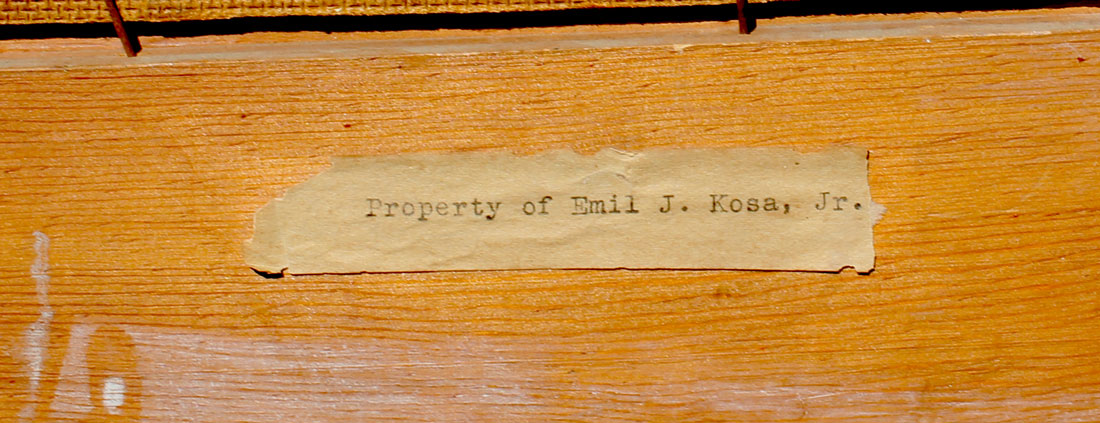 Property of Emil J. Kosa, Jr.